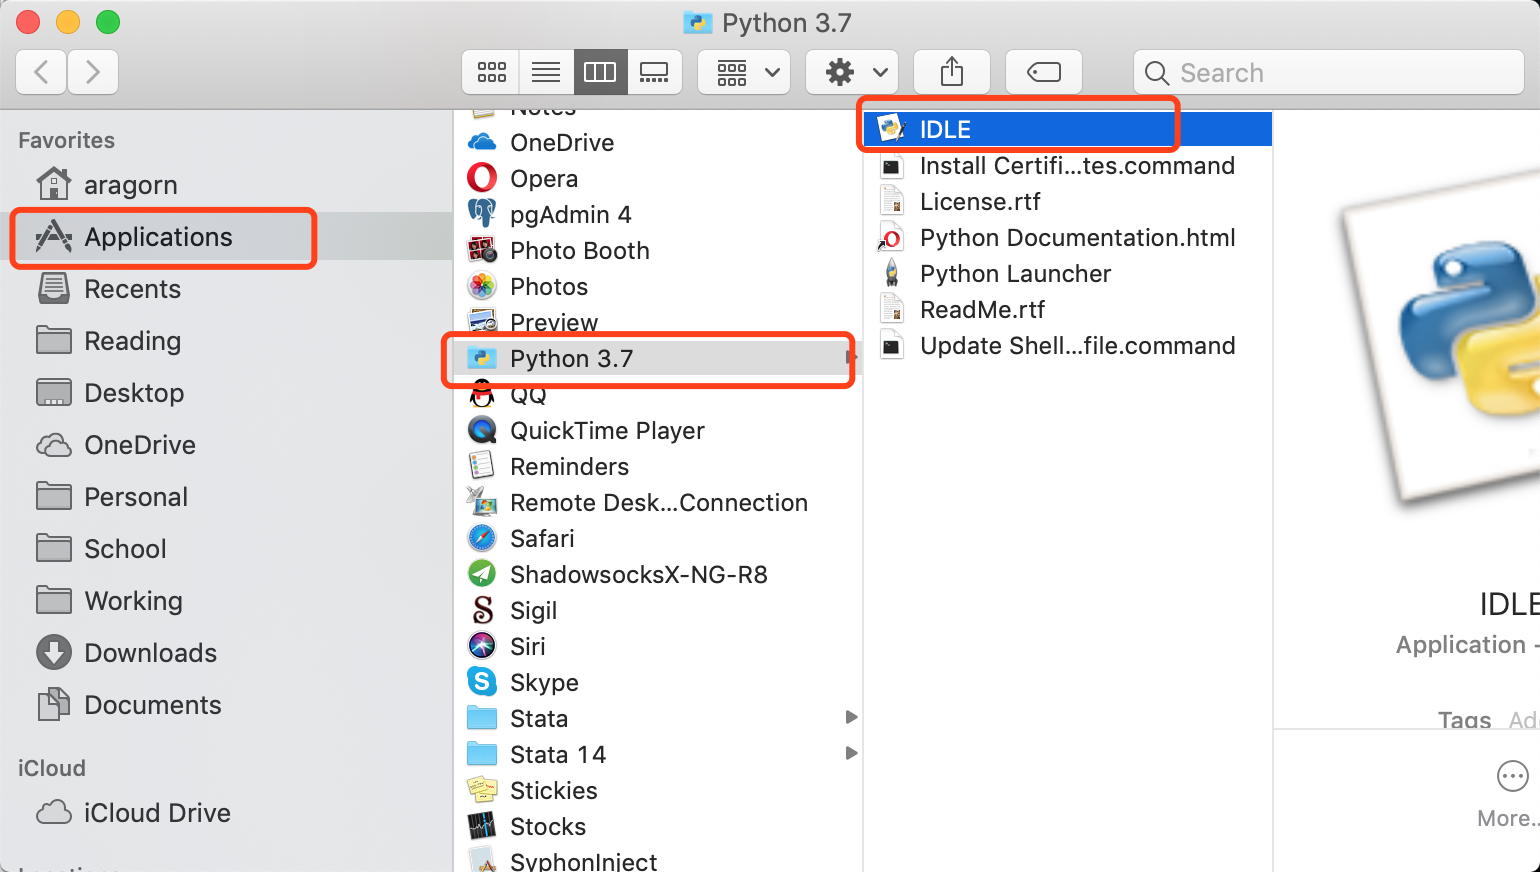 Python 3.7
Search
Favorites
aragorn
Applications
Recents
Reading
Desktop
OneDrive
Personal
School
Working
Downloads
Documents
iCloud
iCloud Drive
Notes
OneDrive
Opera
pgAdmin 4
Photo Booth
Photos
Preview
Python 3.7
QQ
QuickTime Player
Reminders
Remote Desk...Connection
Safari
ShadowsocksX-NG-R8
Sigil
Siri
Skype
Stata
Stata 14
Stickies
Stocks
SyphonInject
IDLE
Install Certifi...tes.command
License.rtf
Python Documentation.html
Python Launcher
ReadMe.rtf
Update Shell...file.command
IDLE
Application -
Tags Ad
More..